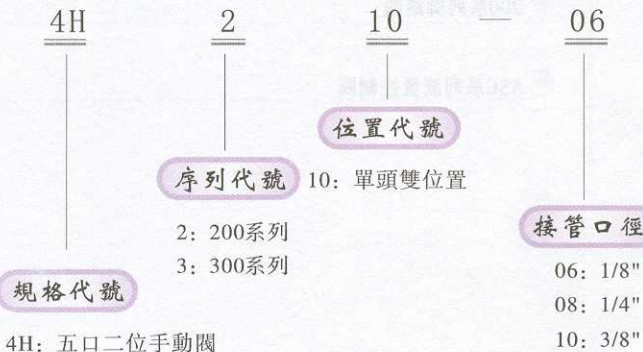 4H 2 10 — 06
位置代號
10: 單頭雙位置
序列代號
2: 200系列
3: 300系列
接管口徑
06: 1/8"
08: 1/4"
10: 3/8"
規格代號
4H: 五口二位手動閥